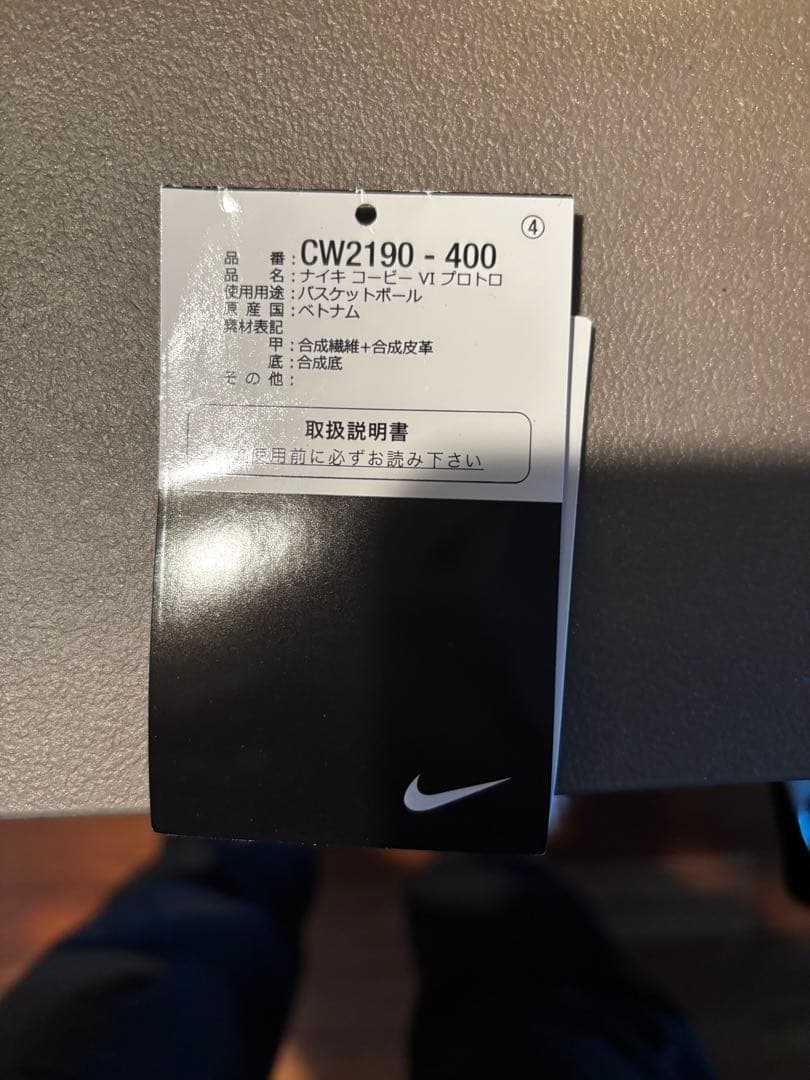 ④
品 番：CW2190 - 400
品 名：ナイキ コービー VI プロトロ
使用用途：バスケットボール
原 産 国：ベトナム
素材表記
甲：合成繊維+合成皮革
底：合成底
そ の 他：
取扱説明書
使用前に必ずお読み下さい